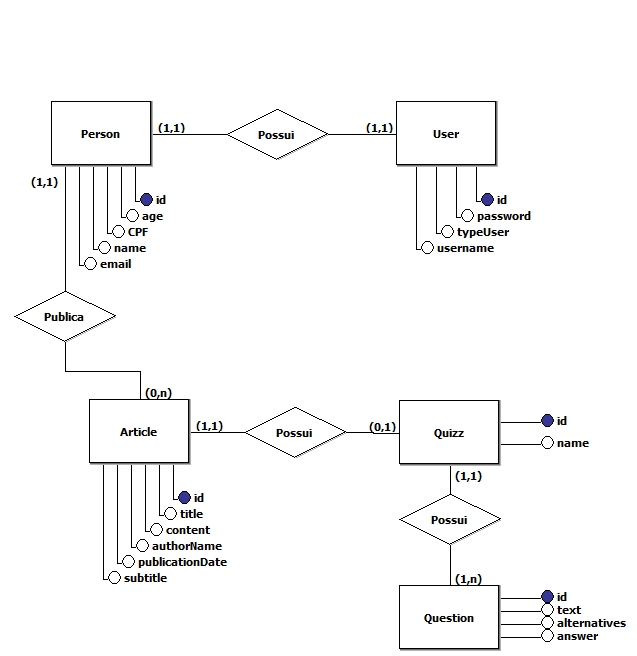 Person
(1,1)
Possui
(1,1)
User
(1,1)
id
age
CPF
name
email
id
password
typeUser
username
Publica
(0,n)
Article
(1,1)
Possui
(0,1)
Quizz
id
name
(1,1)
id
title
content
authorName
publicationDate
subtitle
Possui
(1,n)
Question
id
text
alternatives
answer